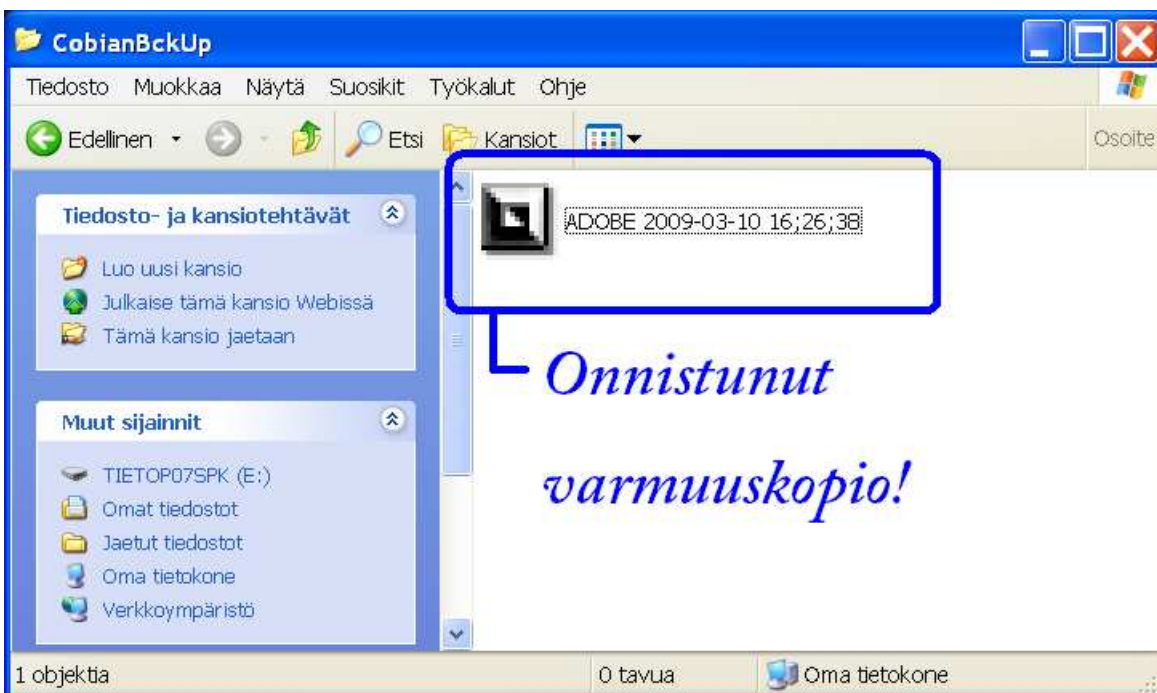 CobianBckUp
Tiedosto Muokkaa Näytä Suosikit Työkalut Ohje
Edellinen Etsi Kansiot Osoite
Tiedosto- ja kansiotehtävät
Luo uusi kansio
Julkaise tämä kansio Webissä
Tämä kansio jaetaan
Muut sijainnit
TIETOP07SPK (E:)
Omat tiedostot
Jaetut tiedostot
Oma tietokone
Verkkoympäristö
ADOBE 2009-03-10 16;26;38
Onnistunut
varmuuskopio!
1 objektia 0 tavua Oma tietokone